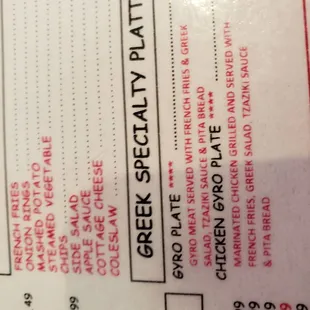 FRENCH FRIES
ONION RINGS
MASHED POTATO
STEAMED VEGETABLE
CHIPS
SIDE SALAD
APPLE SAUCE
COTTAGE CHEESE
COLESLAW
GREEK SPECIALTY PLATT
GYRO PLATE ****
GYRO MEAT SERVED WITH FRENCH FRIES & GREEK
SALAD, TZAZIKI SAUCE & PITA BREAD
CHICKEN GYRO PLATE ****
MARINATED CHICKEN GRILLED AND SERVED WITH
FRENCH FRIES, GREEK SALAD, TZAZIKI SAUCE
& PITA BREAD
49
99